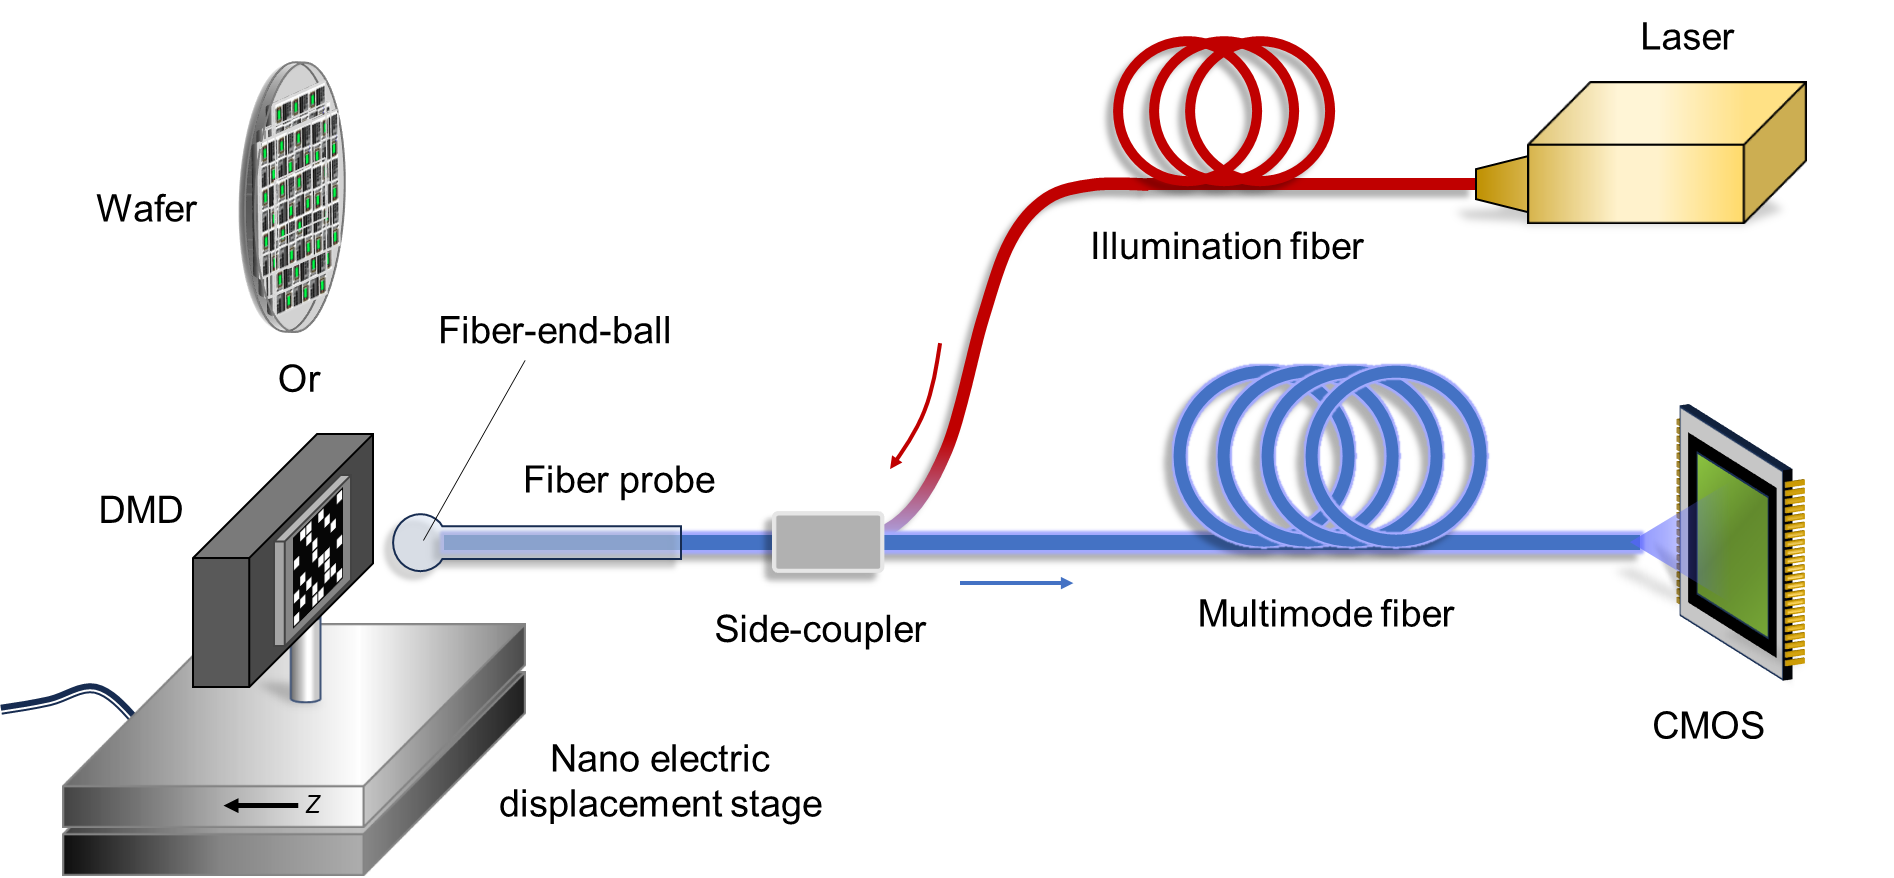 Laser
Illumination fiber
Wafer
Fiber-end-ball
Or
Fiber probe
DMD
Side-coupler
Multimode fiber
CMOS
Nano electric
displacement stage
z